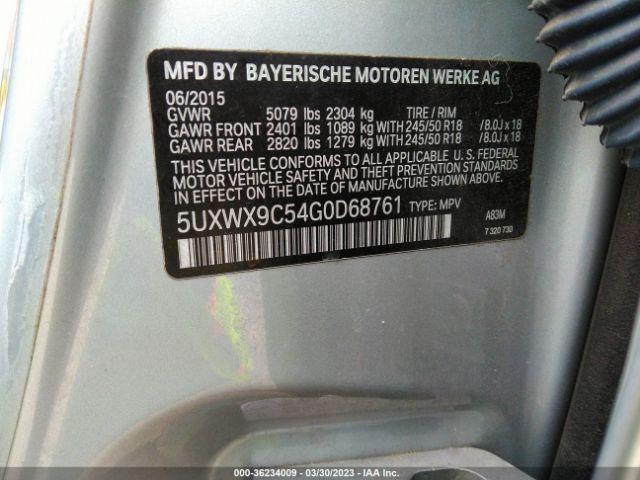 MFD BY BAYERISCHE MOTOREN WERKE AG
06/2015
GVWR 5079 lbs 2304 kg TIRE / RIM
GAWR FRONT 2401 lbs 1089 kg WITH 245/50 R18 / 8.0J x 18
GAWR REAR 2820 lbs 1279 kg WITH 245/50 R18 / 8.0J x 18
THIS VEHICLE CONFORMS TO ALL APPLICABLE U.S. FEDERAL
MOTOR VEHICLE SAFETY AND THEFT PREVENTION STANDARDS
IN EFFECT ON THE DATE OF MANUFACTURE SHOWN ABOVE.
5UXWX9C54G0D68761 TYPE: MPV A83M
7 320 730
000-36234009 — 03/30/2023 — IAA Inc.